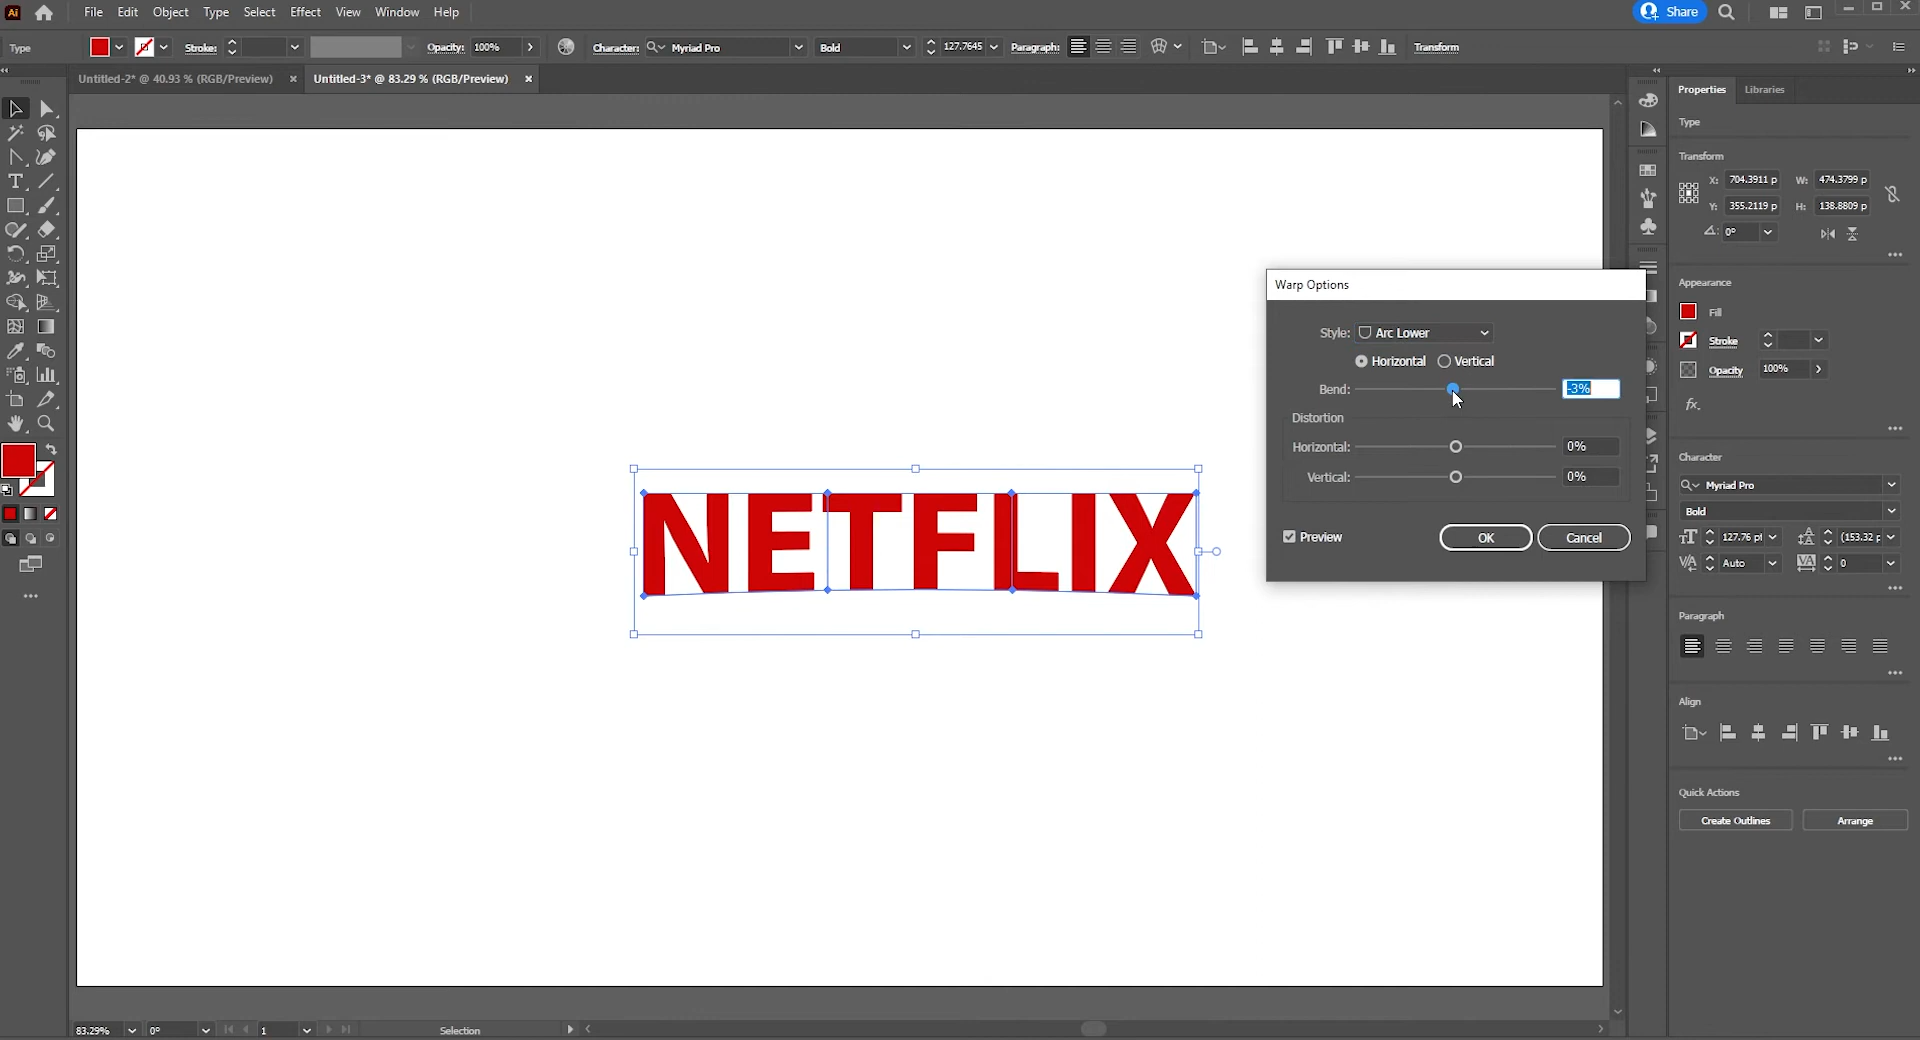 Ai File Edit Object Type Select Effect View Window Help Share
Type Stroke: Opacity: 100% Character: Myriad Pro Bold 127.7645 Paragraph: Transform
Untitled-2* @ 40.93 % (RGB/Preview) Untitled-3* @ 83.29 % (RGB/Preview)
Properties Libraries
Type
Transform
X: 704.3911 p W: 474.3799 p
Y: 355.2119 p H: 138.8809 p
0°
Appearance
Fill
Stroke
Opacity 100%
fx.
Character
Myriad Pro
Bold
127.76 pt (153.32 p
Auto 0
Paragraph
Align
Quick Actions
Create Outlines Arrange
Warp Options
Style: Arc Lower
Horizontal Vertical
Bend: -3%
Distortion
Horizontal: 0%
Vertical: 0%
Preview OK Cancel
NETFLIX
83.29% 0° 1 Selection